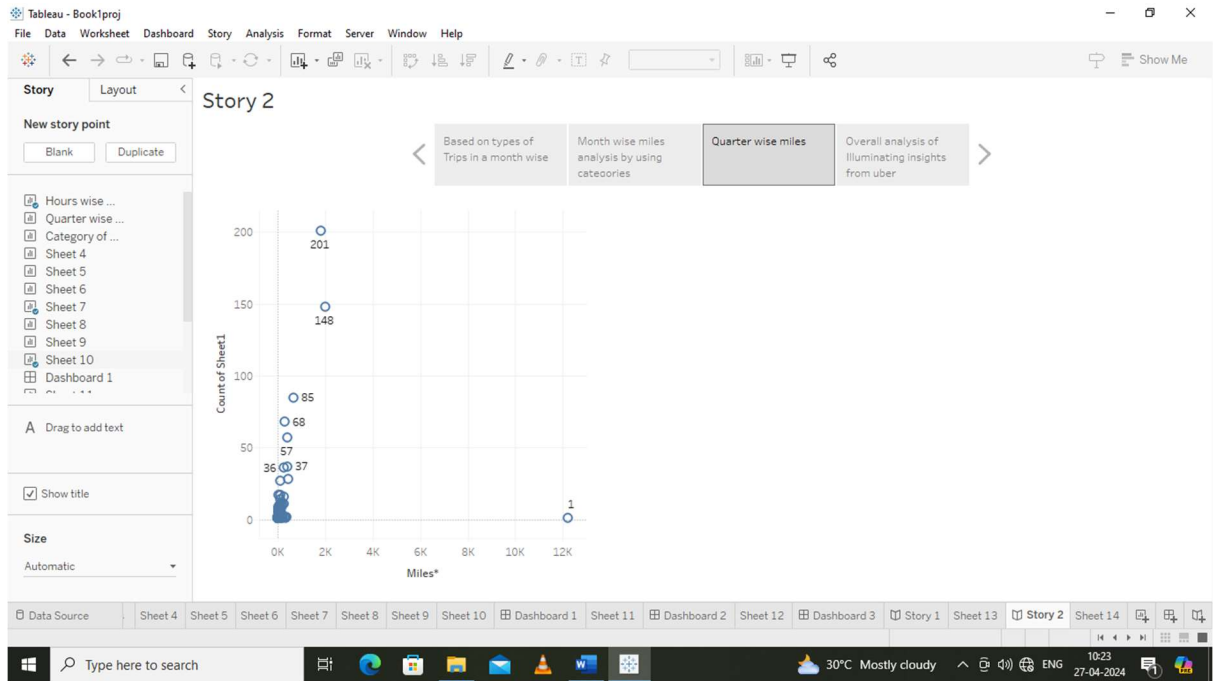 Tableau - Book1proj
File Data Worksheet Dashboard Story Analysis Format Server Window Help
Show Me
Story Layout
Story 2
New story point
Blank Duplicate
Based on types of
Trips in a month wise
Month wise miles
analysis by using
categories
Quarter wise miles
Overall analysis of
Illuminating insights
from uber
Hours wise ...
Quarter wise ...
Category of ...
Sheet 4
Sheet 5
Sheet 6
Sheet 7
Sheet 8
Sheet 9
Sheet 10
Dashboard 1
A Drag to add text
Show title
Size
Automatic
Count of Sheet1
200
150
100
50
0
201
148
85
68
57
36 37
1
0K 2K 4K 6K 8K 10K 12K
Miles*
Data Source Sheet 4 Sheet 5 Sheet 6 Sheet 7 Sheet 8 Sheet 9 Sheet 10 Dashboard 1 Sheet 11 Dashboard 2 Sheet 12 Dashboard 3 Story 1 Sheet 13 Story 2 Sheet 14
Type here to search
30°C Mostly cloudy
ENG
10:23
27-04-2024
1